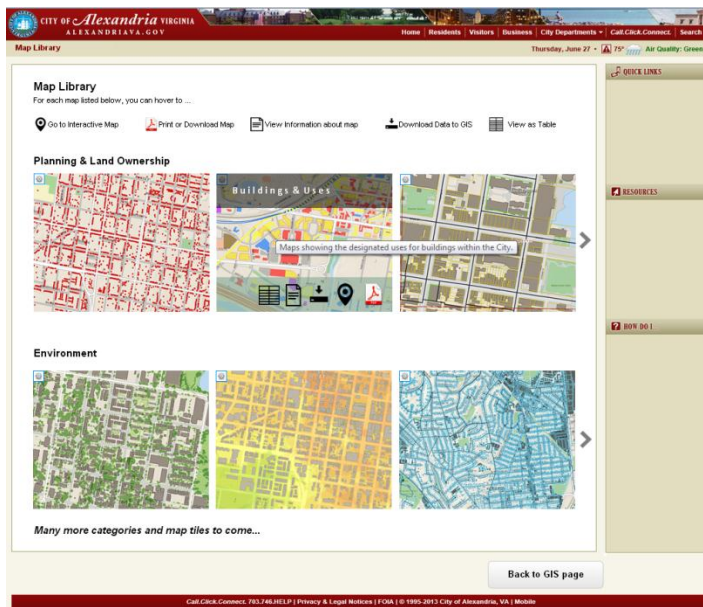 CITY OF Alexandria VIRGINIA
ALEXANDRIAVA.GOV
Home | Residents | Visitors | Business | City Departments | Call.Click.Connect. | Search
Map Library
Thursday, June 27 • 75° Air Quality: Green
QUICK LINKS
Map Library
For each map listed below, you can hover to ...
Go to Interactive Map Print or Download Map View Information about map Download Data to GIS View as Table
Planning & Land Ownership
Buildings & Uses
Maps showing the designated uses for buildings within the City.
RESOURCES
HOW DO I
Environment
Many more categories and map tiles to come...
Back to GIS page
Call.Click.Connect. 703.746.HELP | Privacy & Legal Notices | FOIA | © 1995-2013 City of Alexandria, VA | Mobile